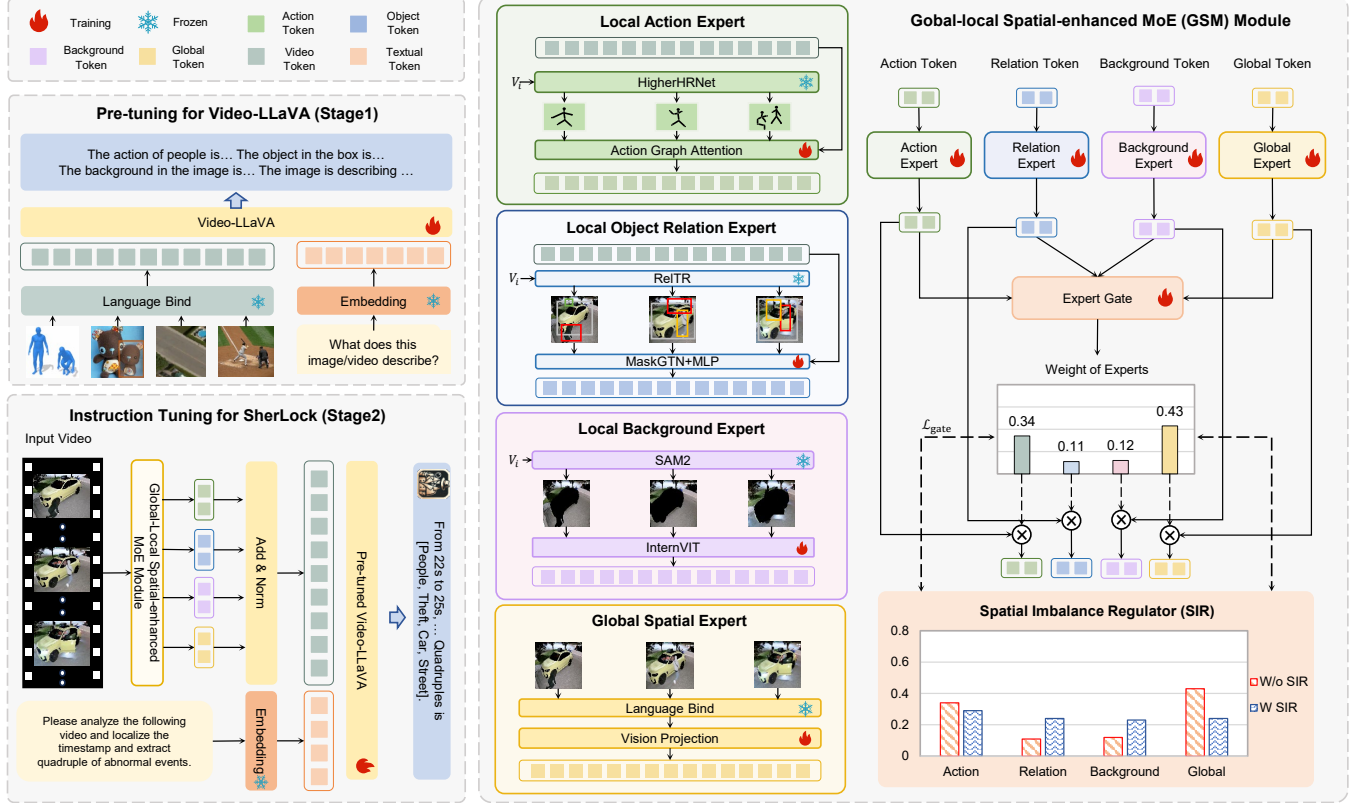 Training
Frozen
Action
Token
Object
Token
Background
Token
Global
Token
Video
Token
Textual
Token
Pre-tuning for Video-LLaVA (Stage1)
The action of people is… The object in the box is…
The background in the image is… The image is describing …
Video-LLaVA
Language Bind
Embedding
What does this
image/video describe?
Instruction Tuning for SherLock (Stage2)
Input Video
Global-Local Spatial-enhanced
MoE Module
Add & Norm
Pre-tuned Video-LLaVA
From 22s to 25s, … Quadruples is
[People, Theft, Car, Street].
Please analyze the following
video and localize the
timestamp and extract
quadruple of abnormal events.
Embedding
Local Action Expert
Vᵢ
HigherHRNet
Action Graph Attention
Local Object Relation Expert
Vᵢ
RelTR
MaskGTN+MLP
Local Background Expert
Vᵢ
SAM2
InternVIT
Global Spatial Expert
Language Bind
Vision Projection
Gobal-local Spatial-enhanced MoE (GSM) Module
Action Token
Relation Token
Background Token
Global Token
Action
Expert
Relation
Expert
Background
Expert
Global
Expert
Expert Gate
Weight of Experts
ℒgate
0.34
0.11
0.12
0.43
Spatial Imbalance Regulator (SIR)
0.8
0.6
0.4
0.2
0
Action
Relation
Background
Global
W/o SIR
W SIR